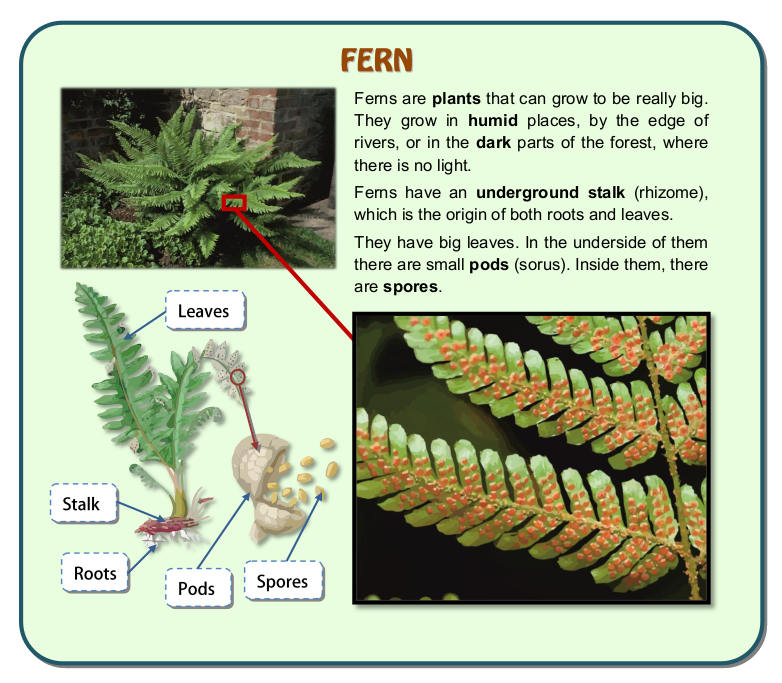 FERN
Ferns are plants that can grow to be really big.
They grow in humid places, by the edge of
rivers, or in the dark parts of the forest, where
there is no light.
Ferns have an underground stalk (rhizome),
which is the origin of both roots and leaves.
They have big leaves. In the underside of them
there are small pods (sorus). Inside them, there
are spores.
Leaves
Stalk
Roots
Pods
Spores